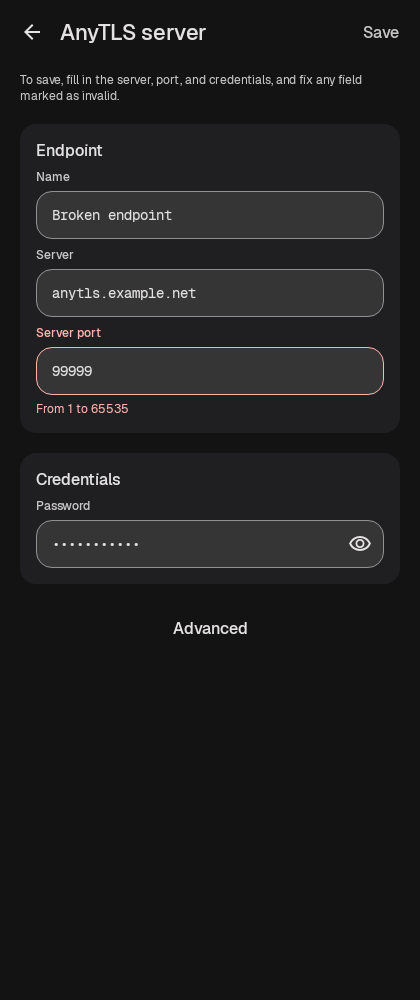 AnyTLS server
Save
To save, fill in the server, port, and credentials, and fix any field
marked as invalid.
Endpoint
Name
Broken endpoint
Server
anytls.example.net
Server port
99999
From 1 to 65535
Credentials
Password
•••••••••••
Advanced